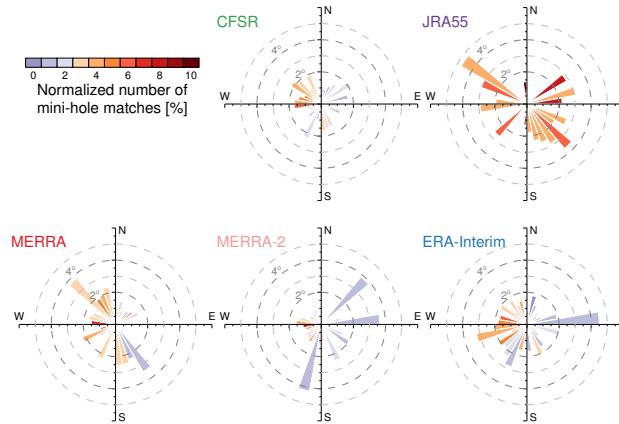 CFSR
N
JRA55
N
4°
2°
4°
2°
0 2 4 6 8 10
Normalized number of
mini-hole matches [%]
W
E W
E
S
S
MERRA
N
MERRA-2
N
ERA-Interim
N
4°
2°
4°
2°
4°
2°
W
E W
E W
E
S
S
S